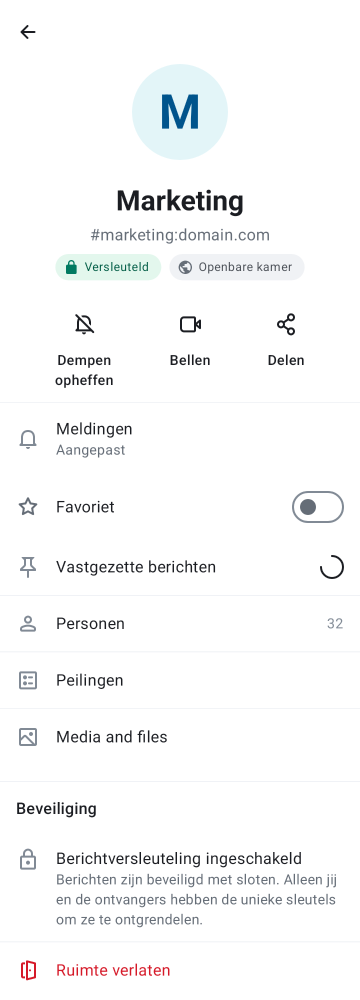 M
Marketing
#marketing:domain.com
Versleuteld
Openbare kamer
Dempen
opheffen
Bellen
Delen
Meldingen
Aangepast
Favoriet
Vastgezette berichten
Personen
32
Peilingen
Media and files
Beveiliging
Berichtversleuteling ingeschakeld
Berichten zijn beveiligd met sloten. Alleen jij
en de ontvangers hebben de unieke sleutels
om ze te ontgrendelen.
Ruimte verlaten